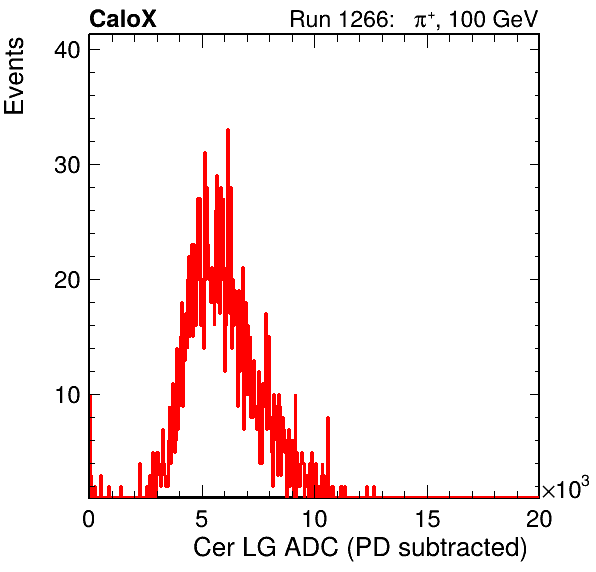 CaloX Run 1266: π⁺, 100 GeV
Events
40
30
20
10
0 5 10 15 20
×10³
Cer LG ADC (PD subtracted)